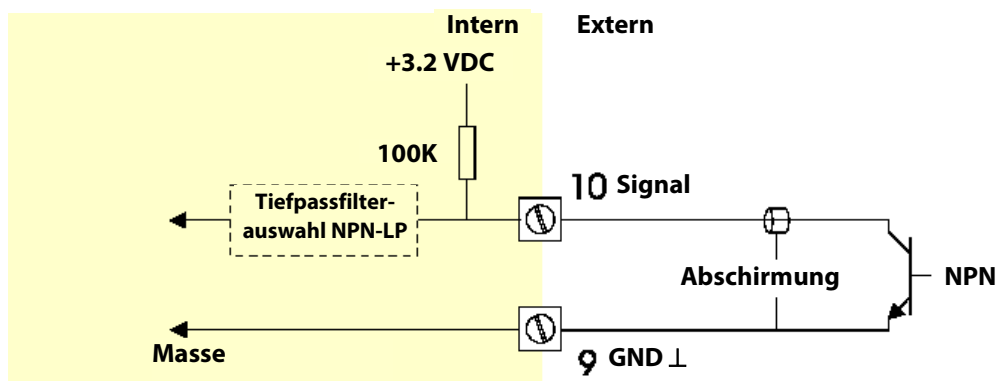 Intern Extern
+3.2 VDC
100K
10 Signal
Tiefpassfilter-
auswahl NPN-LP
Abschirmung
NPN
Masse
9 GND ⊥